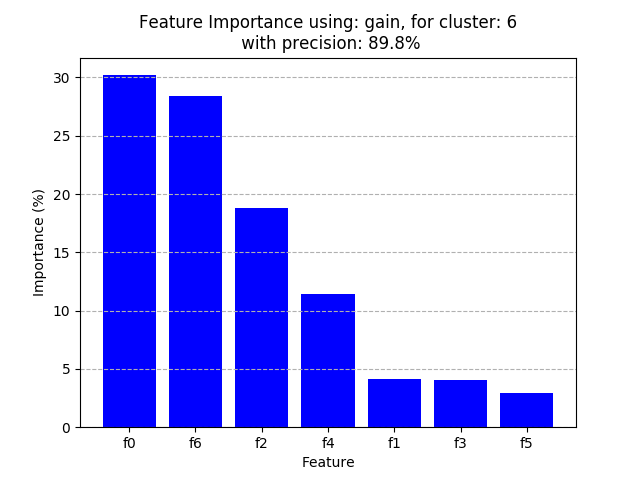 Feature Importance using: gain, for cluster: 6
with precision: 89.8%
Importance (%)
30
25
20
15
10
5
0
f0 f6 f2 f4 f1 f3 f5
Feature